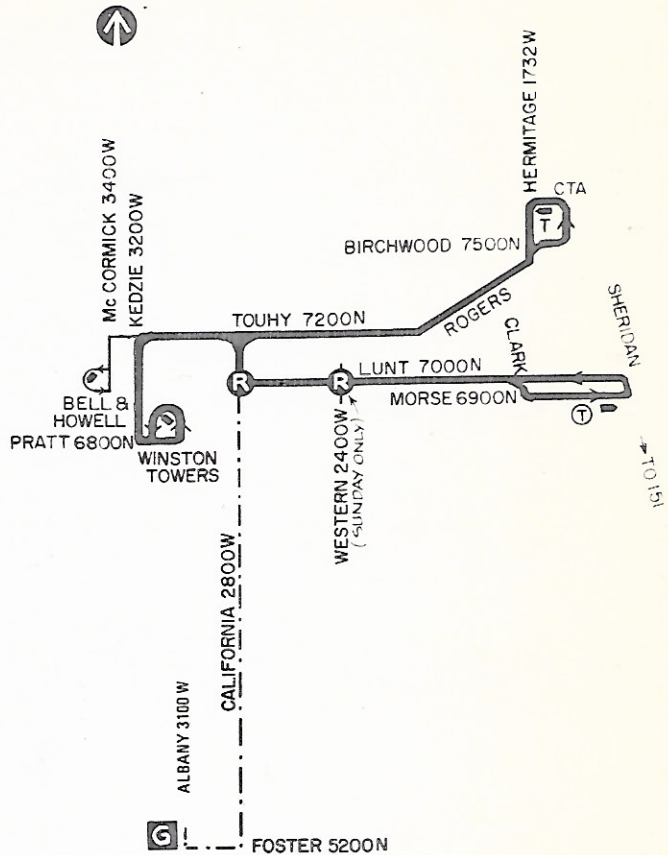 HERMITAGE 1732W
CTA
T
BIRCHWOOD 7500N
Mc CORMICK 3400W
KEDZIE 3200W
ROGERS
TOUHY 7200N
SHERIDAN
CLARK
LUNT 7000N
R
R
MORSE 6900N
T
BELL &
HOWELL
PRATT 6800N
WINSTON
TOWERS
WESTERN 2400W
(SUNDAY ONLY)
TO 151
CALIFORNIA 2800W
ALBANY 3100 W
G
FOSTER 5200N